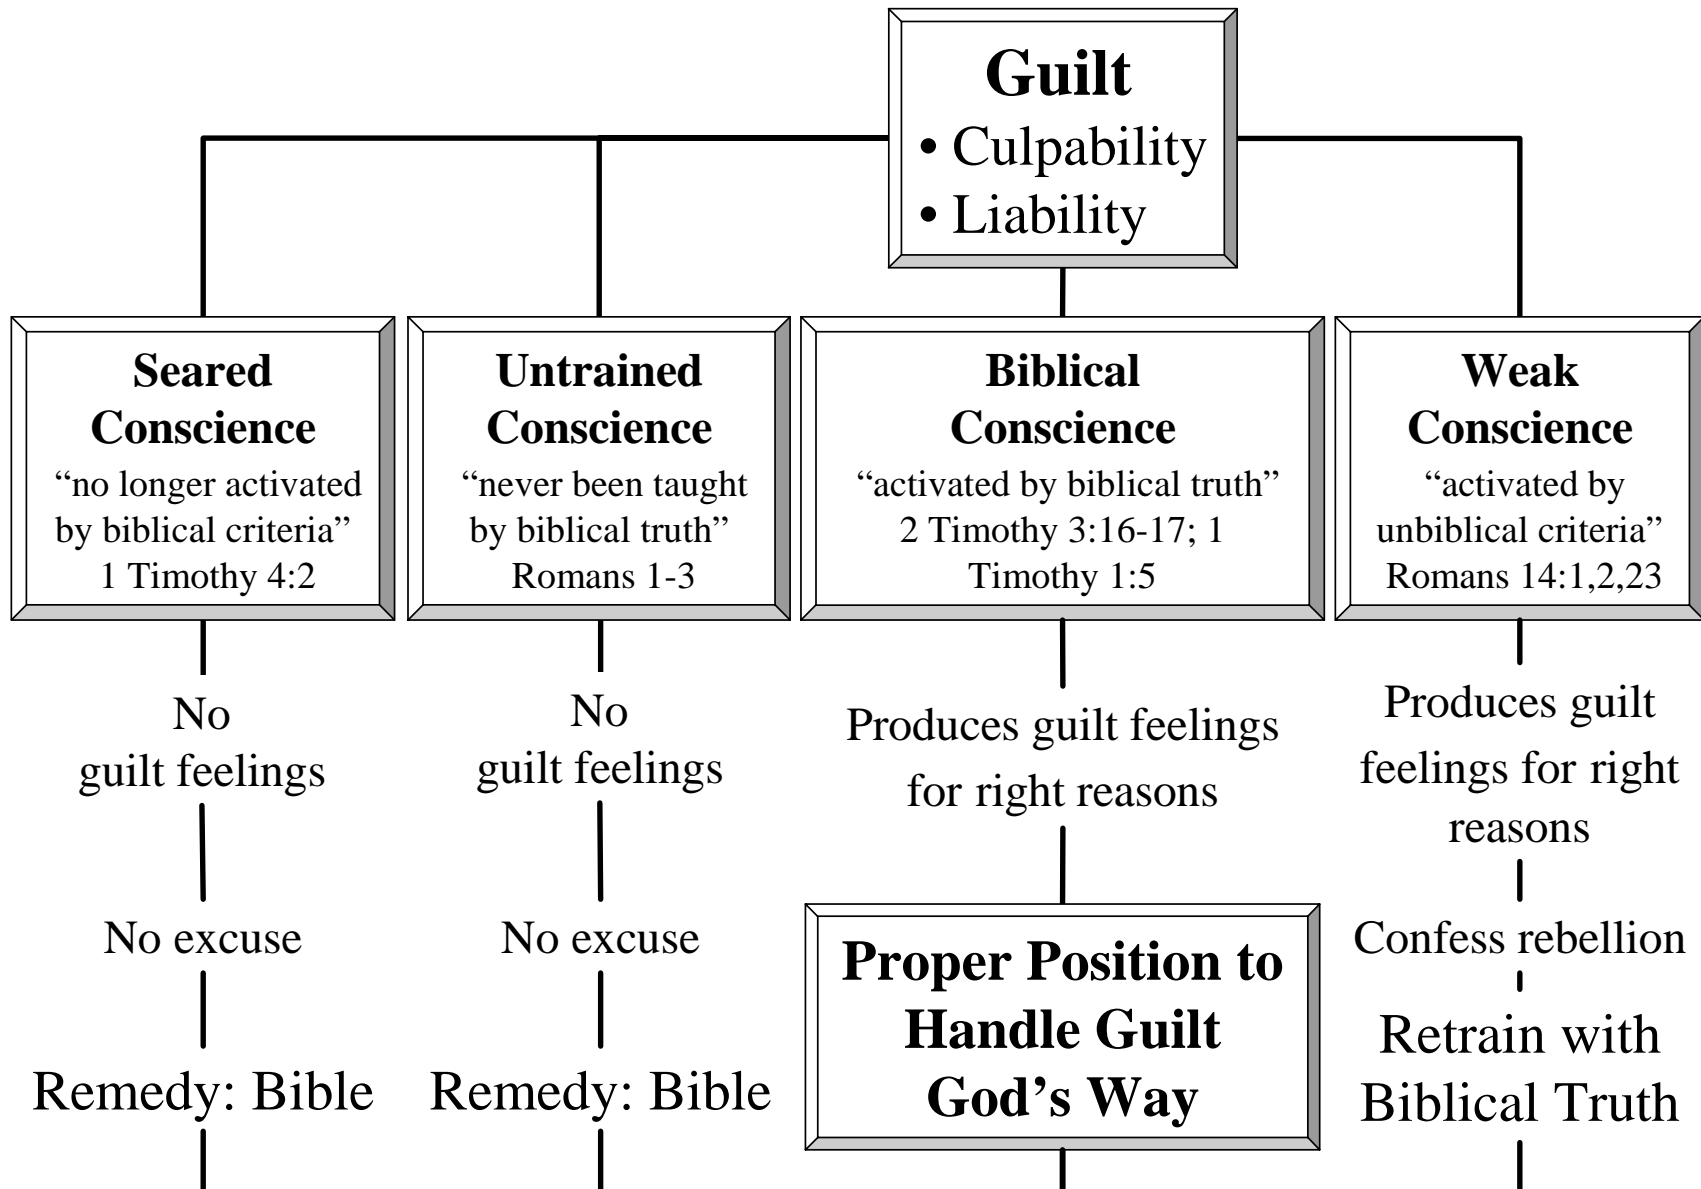 Guilt
• Culpability
• Liability
Seared
Conscience
“no longer activated
by biblical criteria”
1 Timothy 4:2
Untrained
Conscience
“never been taught
by biblical truth”
Romans 1-3
Biblical
Conscience
“activated by biblical truth”
2 Timothy 3:16-17; 1
Timothy 1:5
Weak
Conscience
“activated by
unbiblical criteria”
Romans 14:1,2,23
No
guilt feelings
No
guilt feelings
Produces guilt feelings
for right reasons
Produces guilt
feelings for right
reasons
No excuse
No excuse
Proper Position to
Handle Guilt
God’s Way
Confess rebellion
Remedy: Bible
Remedy: Bible
Retrain with
Biblical Truth